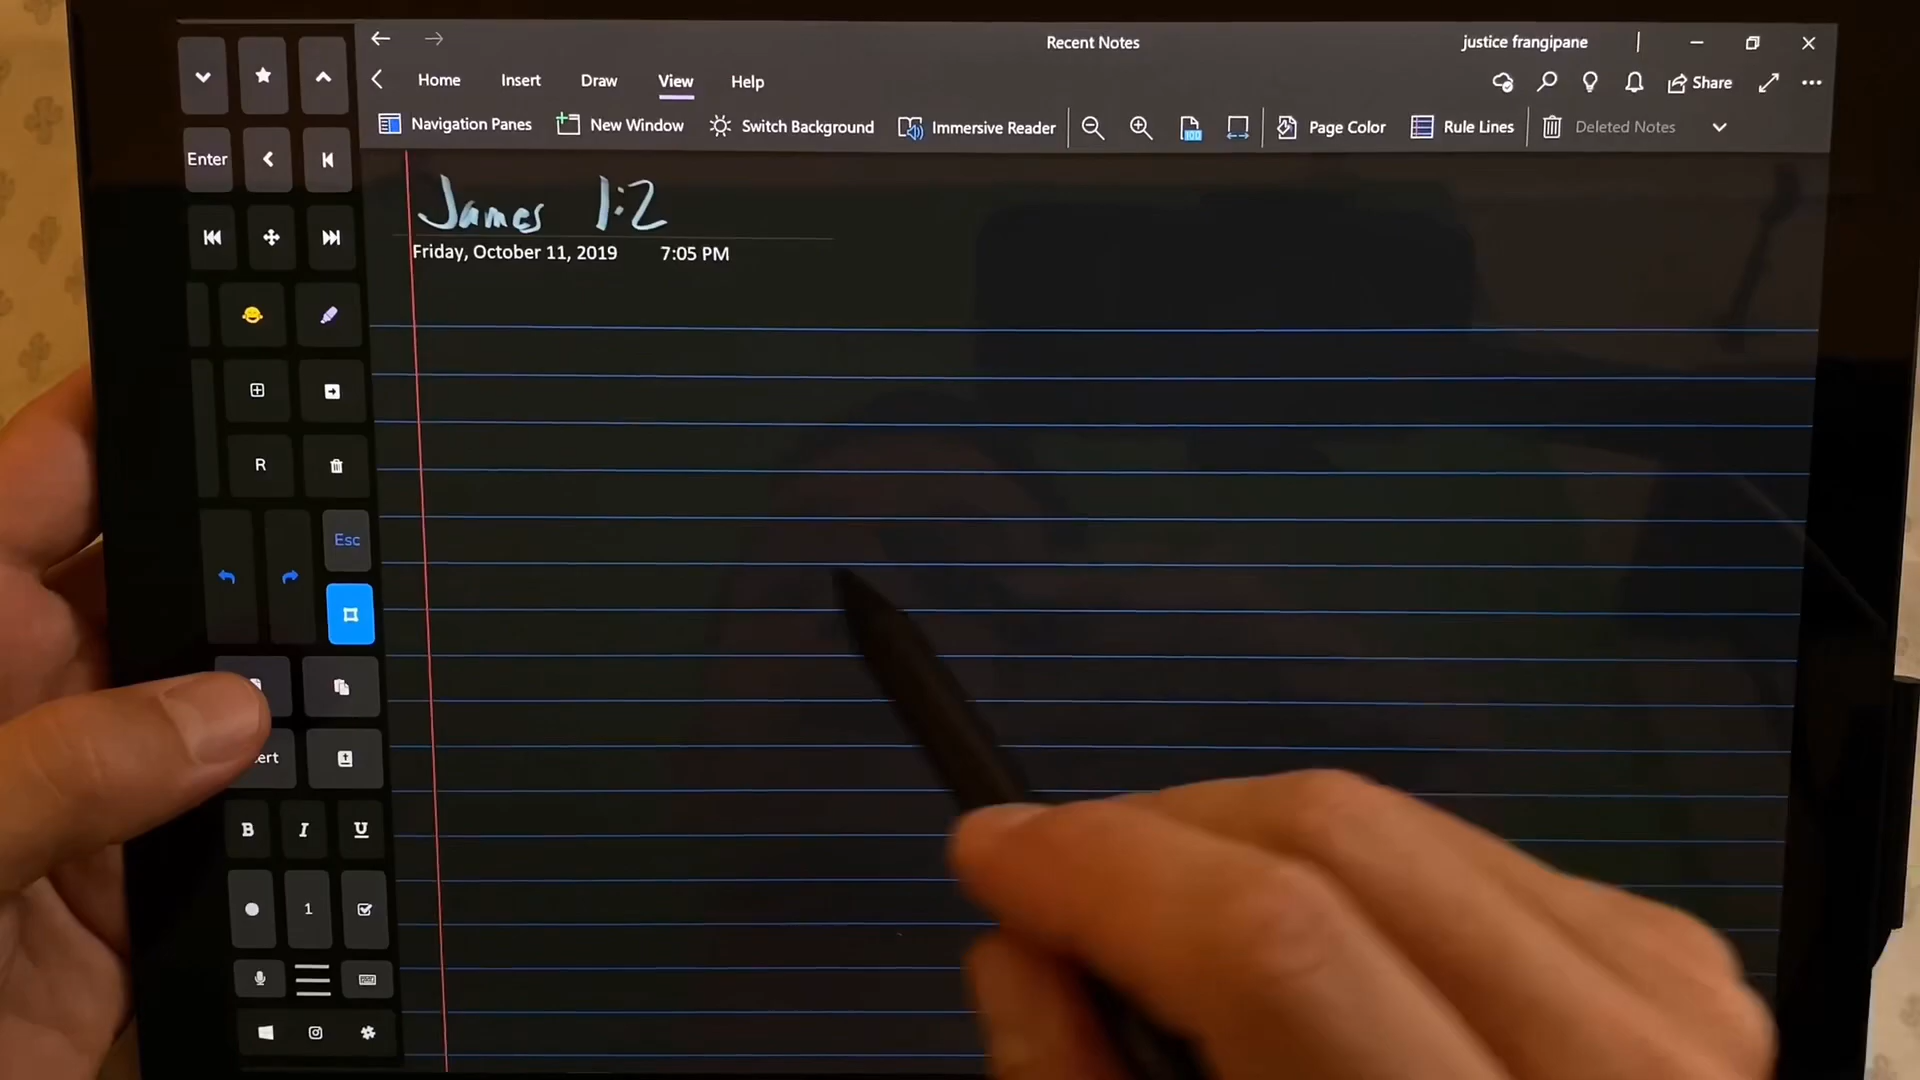 Recent Notes
justice frangipane
Home Insert Draw View Help
Share
Navigation Panes New Window Switch Background Immersive Reader Page Color Rule Lines Deleted Notes
Enter
James 1:2
Friday, October 11, 2019 7:05 PM
R
Esc
ert
B I U
1